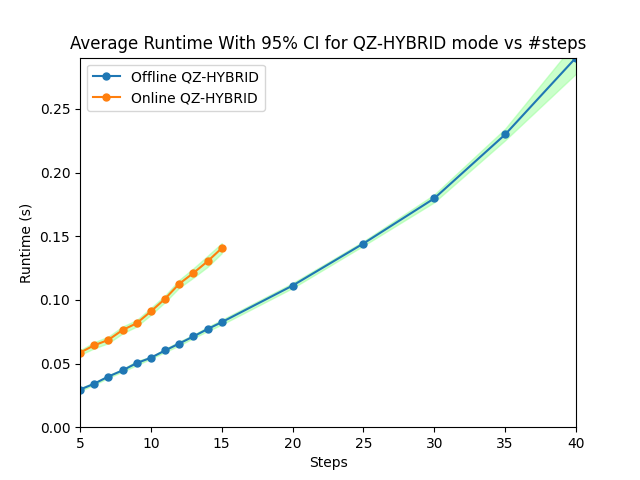 Average Runtime With 95% CI for QZ-HYBRID mode vs #steps
Offline QZ-HYBRID
Online QZ-HYBRID
Runtime (s)
0.25
0.20
0.15
0.10
0.05
0.00
5 10 15 20 25 30 35 40
Steps